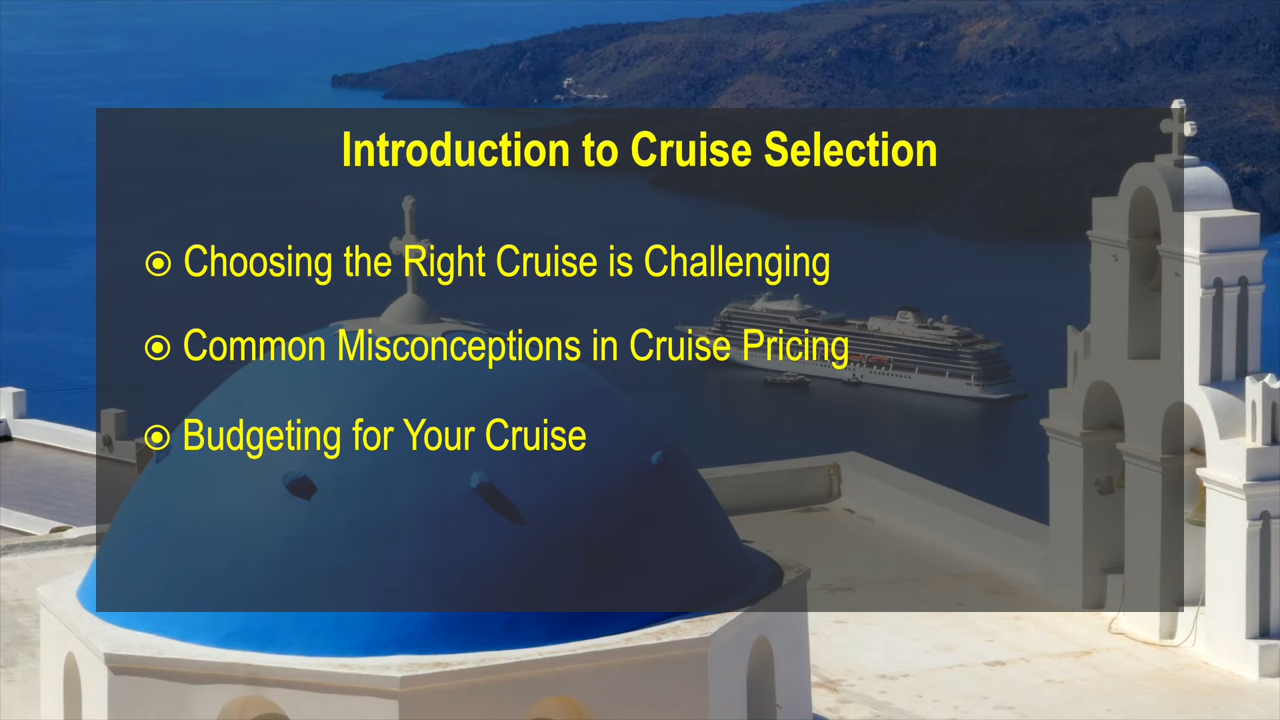 Introduction to Cruise Selection
Choosing the Right Cruise is Challenging
Common Misconceptions in Cruise Pricing
Budgeting for Your Cruise